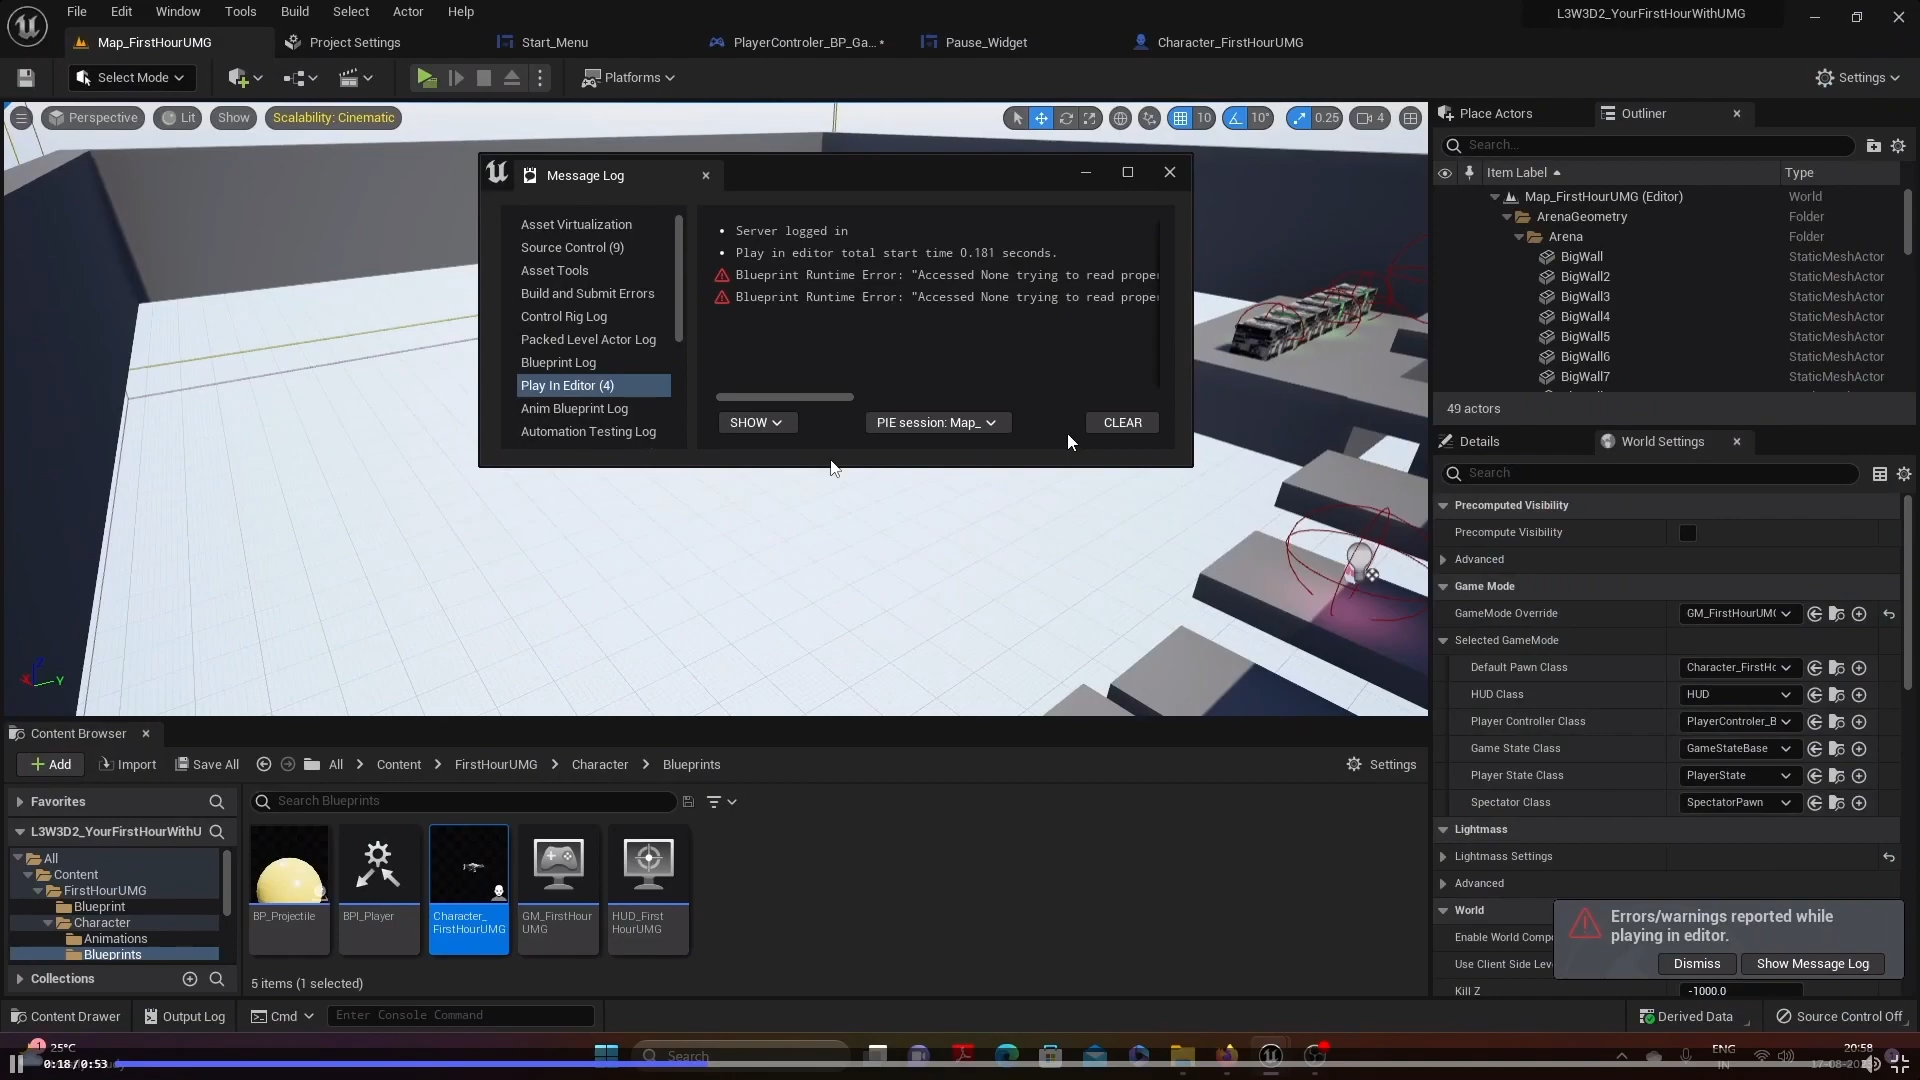 File Edit Window Tools Build Select Actor Help
L3W3D2_YourFirstHourWithUMG
Map_FirstHourUMG
Project Settings
Start_Menu
PlayerControler_BP_Ga...*
Pause_Widget
Character_FirstHourUMG
Select Mode
Platforms
Settings
Perspective
Lit
Show
Scalability: Cinematic
10
10°
0.25
4
Place Actors
Outliner
Search...
Item Label
Type
Map_FirstHourUMG (Editor) World
ArenaGeometry Folder
Arena Folder
BigWall StaticMeshActor
BigWall2 StaticMeshActor
BigWall3 StaticMeshActor
BigWall4 StaticMeshActor
BigWall5 StaticMeshActor
BigWall6 StaticMeshActor
BigWall7 StaticMeshActor
49 actors
Message Log
Asset Virtualization
Source Control (9)
Asset Tools
Build and Submit Errors
Control Rig Log
Packed Level Actor Log
Blueprint Log
Play In Editor (4)
Anim Blueprint Log
Automation Testing Log
Server logged in
Play in editor total start time 0.181 seconds.
Blueprint Runtime Error: "Accessed None trying to read proper
Blueprint Runtime Error: "Accessed None trying to read proper
SHOW
PIE session: Map_
CLEAR
Details
World Settings
Search
Precomputed Visibility
Precompute Visibility
Advanced
Game Mode
GameMode Override GM_FirstHourUM
Selected GameMode
Default Pawn Class Character_FirstHo
HUD Class HUD
Player Controller Class PlayerControler_B
Game State Class GameStateBase
Player State Class PlayerState
Spectator Class SpectatorPawn
Lightmass
Lightmass Settings
Advanced
World
Enable World Compo
Use Client Side Leve
Kill Z -1000.0
Errors/warnings reported while
playing in editor.
Dismiss
Show Message Log
X
Y
Z
Content Browser
Add
Import
Save All
All > Content > FirstHourUMG > Character > Blueprints
Settings
Favorites
L3W3D2_YourFirstHourWithU
All
Content
FirstHourUMG
Blueprint
Character
Animations
Blueprints
Collections
Search Blueprints
BP_Projectile
BPI_Player
Character_
FirstHourUMG
GM_FirstHour
UMG
HUD_First
HourUMG
5 items (1 selected)
Content Drawer
Output Log
Cmd
Enter Console Command
Derived Data
Source Control Off
1
25°C
0:18/0:53
Search
ENG
IN
20:58